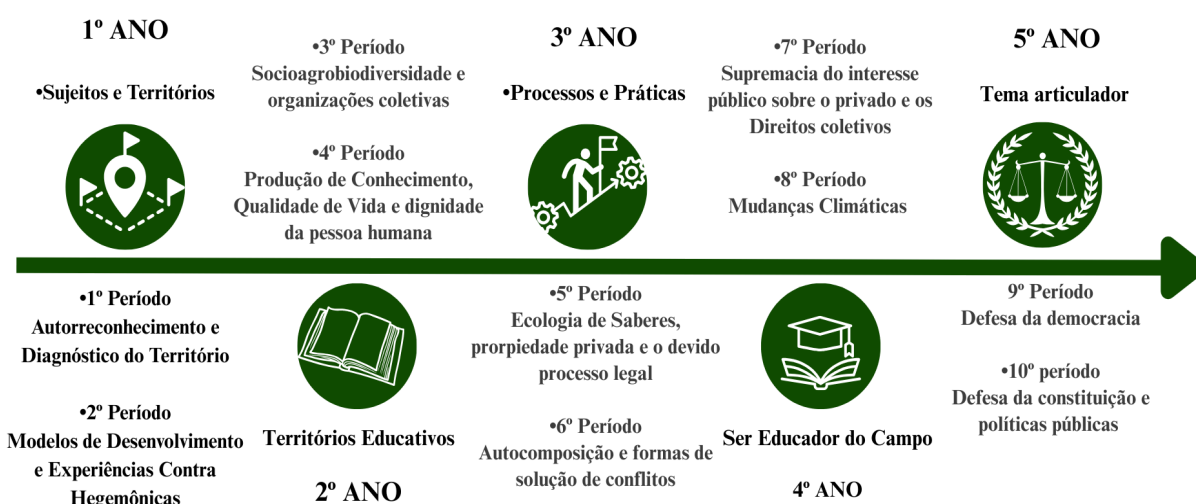 1º ANO
•Sujeitos e Territórios
•1º Período
Autorreconhecimento e
Diagnóstico do Território
•2º Período
Modelos de Desenvolvimento
e Experiências Contra
Hegemônicas
•3º Período
Socioagrobiodiversidade e
organizações coletivas
•4º Período
Produção de Conhecimento,
Qualidade de Vida e dignidade
da pessoa humana
Territórios Educativos
2º ANO
3º ANO
•Processos e Práticas
•5º Período
Ecologia de Saberes,
prorpiedade privada e o devido
processo legal
•6º Período
Autocomposição e formas de
solução de conflitos
•7º Período
Supremacia do interesse
público sobre o privado e os
Direitos coletivos
•8º Período
Mudanças Climáticas
Ser Educador do Campo
4º ANO
5º ANO
Tema articulador
9º Período
Defesa da democracia
•10º período
Defesa da constituição e
políticas públicas